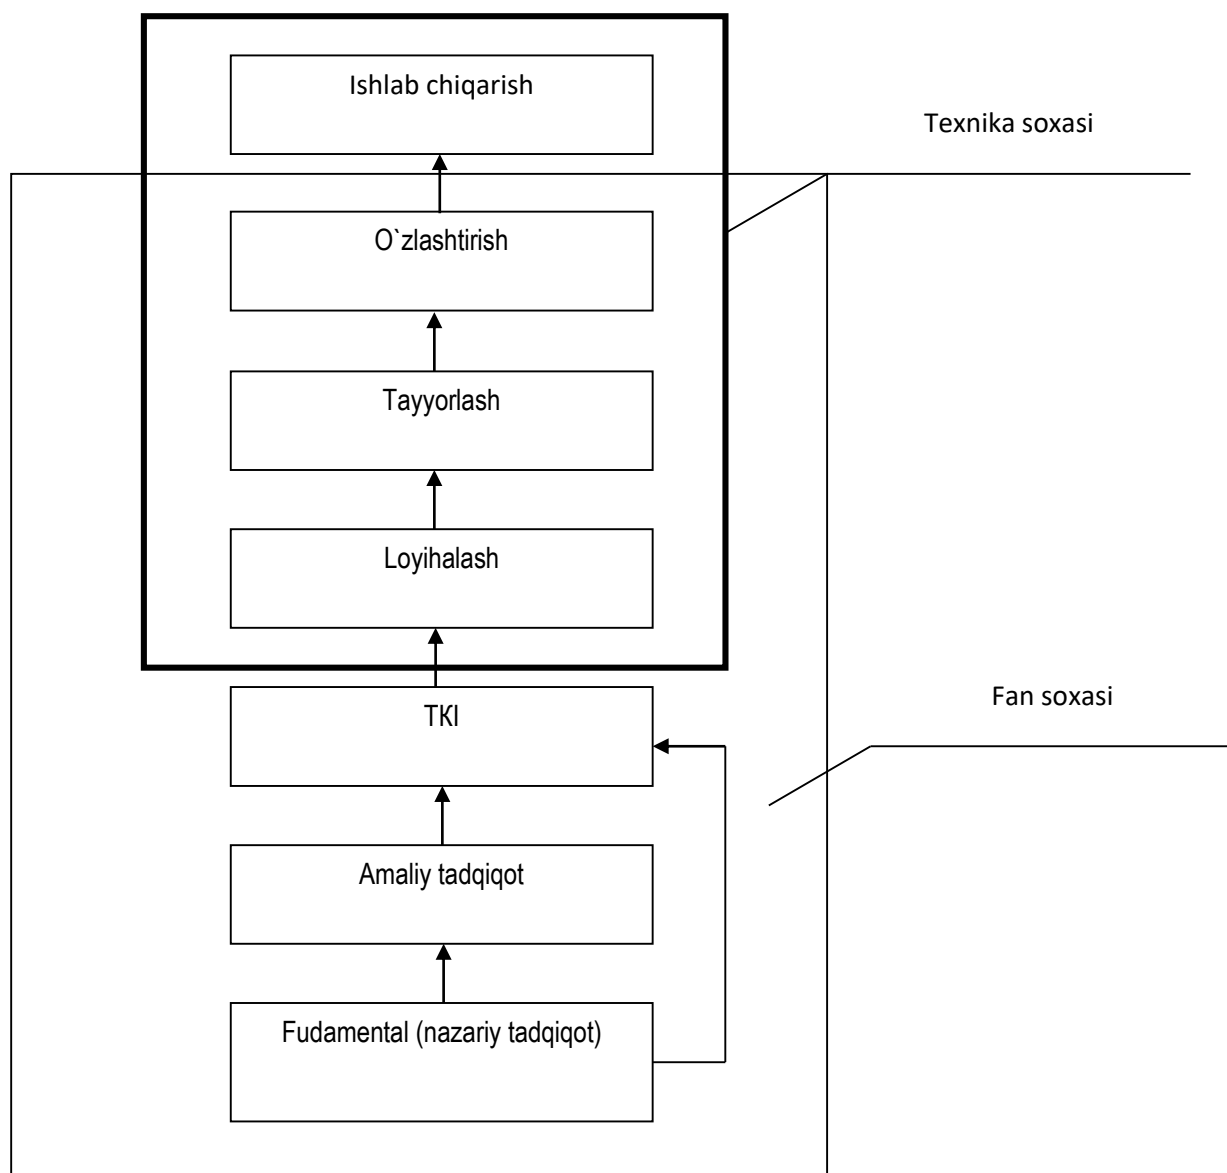 Ishlab chiqarish
Texnika soxasi
O`zlashtirish
Tayyorlash
Loyihalash
TKI
Fan soxasi
Amaliy tadqiqot
Fudamental (nazariy tadqiqot)